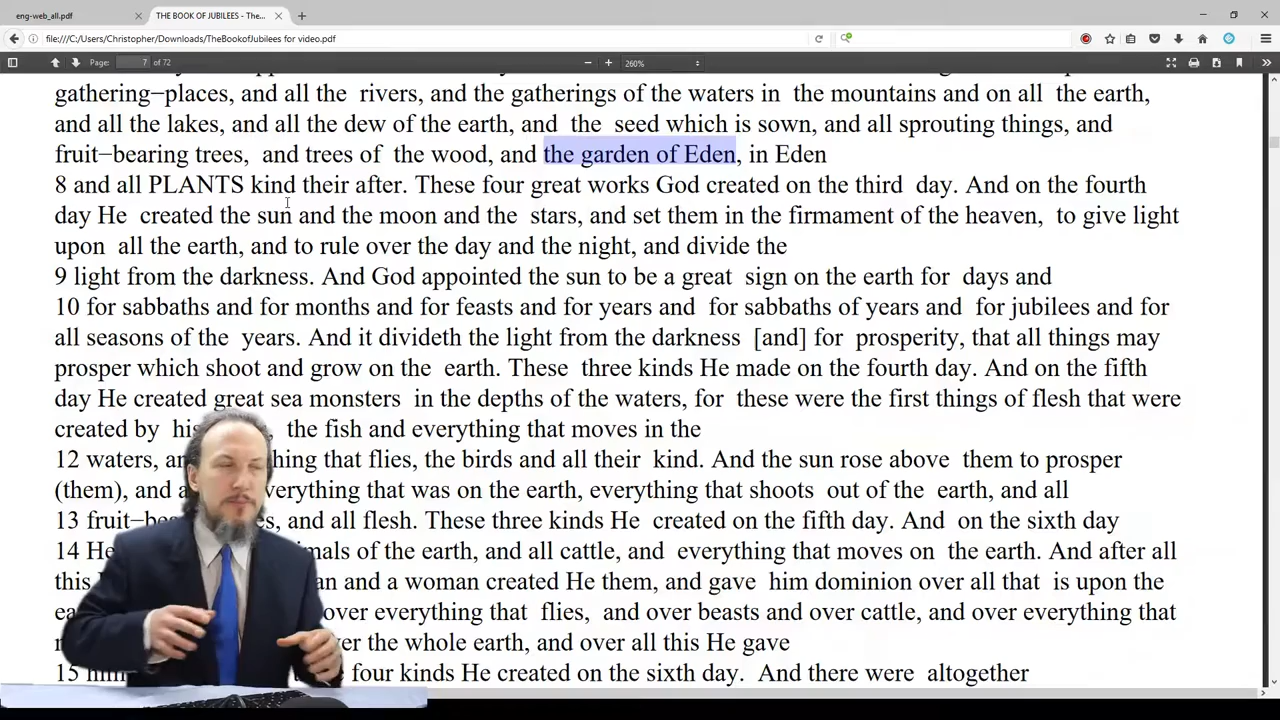 eng-web_all.pdf
THE BOOK OF JUBILEES - The...
file:///C:/Users/Christopher/Downloads/TheBookofJubilees for video.pdf
Page: 7 of 72
260%
gathering−places, and all the rivers, and the gatherings of the waters in the mountains and on all the earth,
and all the lakes, and all the dew of the earth, and the seed which is sown, and all sprouting things, and
fruit−bearing trees, and trees of the wood, and the garden of Eden, in Eden
8 and all PLANTS kind their after. These four great works God created on the third day. And on the fourth
day He created the sun and the moon and the stars, and set them in the firmament of the heaven, to give light
upon all the earth, and to rule over the day and the night, and divide the
9 light from the darkness. And God appointed the sun to be a great sign on the earth for days and
10 for sabbaths and for months and for feasts and for years and for sabbaths of years and for jubilees and for
all seasons of the years. And it divideth the light from the darkness [and] for prosperity, that all things may
prosper which shoot and grow on the earth. These three kinds He made on the fourth day. And on the fifth
day He created great sea monsters in the depths of the waters, for these were the first things of flesh that were
created by his the fish and everything that moves in the
12 waters, and that flies, the birds and all their kind. And the sun rose above them to prosper
(them), and everything that was on the earth, everything that shoots out of the earth, and all
13 and all flesh. These three kinds He created on the fifth day. And on the sixth day
14 He of the earth, and all cattle, and everything that moves on the earth. And after all
this and a woman created He them, and gave him dominion over all that is upon the
over everything that flies, and over beasts and over cattle, and over everything that
the whole earth, and over all this He gave
15 four kinds He created on the sixth day. And there were altogether